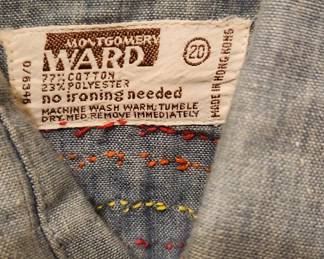 MONTGOMERY
WARD
20
77% COTTON
23% POLYESTER
no ironing needed
MACHINE WASH WARM, TUMBLE
DRY MED REMOVE IMMEDIATELY
MADE IN HONG KONG